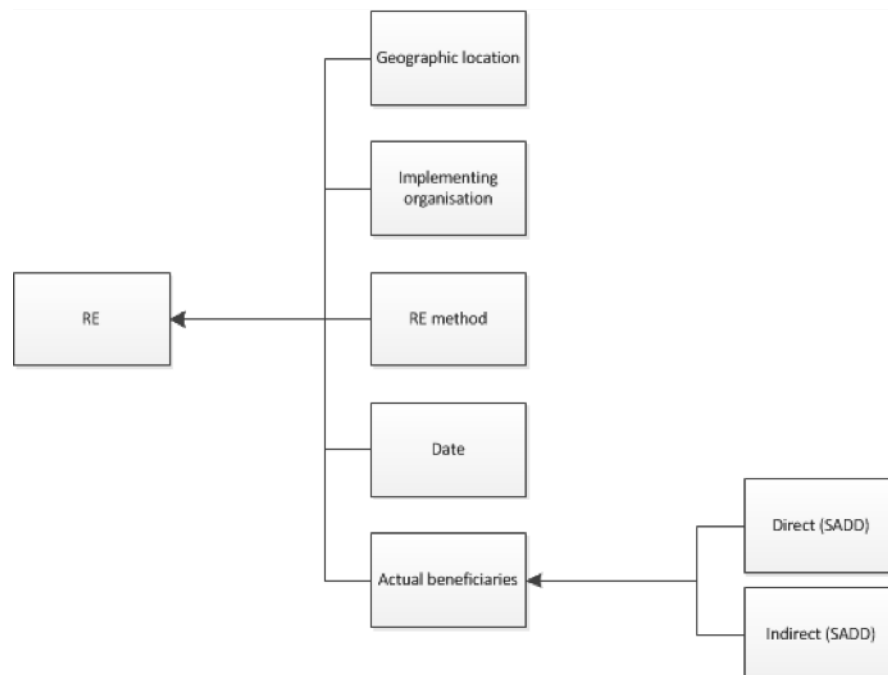 Geographic location
Implementing
organisation
RE
RE method
Date
Direct (SADD)
Actual beneficiaries
Indirect (SADD)